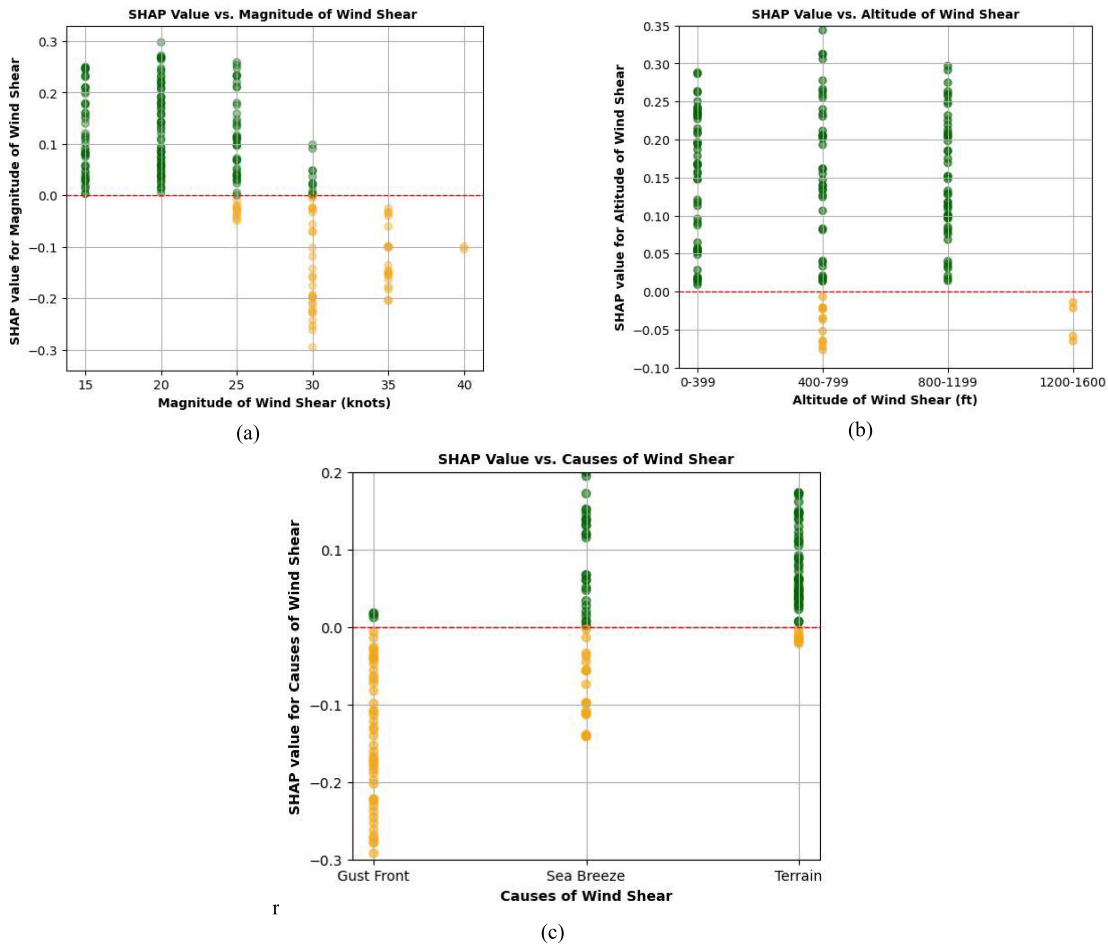 SHAP Value vs. Magnitude of Wind Shear
SHAP value for Magnitude of Wind Shear
0.3
0.2
0.1
0.0
−0.1
−0.2
−0.3
15 20 25 30 35 40
Magnitude of Wind Shear (knots)
(a)
SHAP Value vs. Altitude of Wind Shear
SHAP value for Altitude of Wind Shear
0.35
0.30
0.25
0.20
0.15
0.10
0.05
0.00
−0.05
−0.10
0-399 400-799 800-1199 1200-1600
Altitude of Wind Shear (ft)
(b)
SHAP Value vs. Causes of Wind Shear
SHAP value for Causes of Wind Shear
0.2
0.1
0.0
−0.1
−0.2
−0.3
Gust Front Sea Breeze Terrain
Causes of Wind Shear
r
(c)